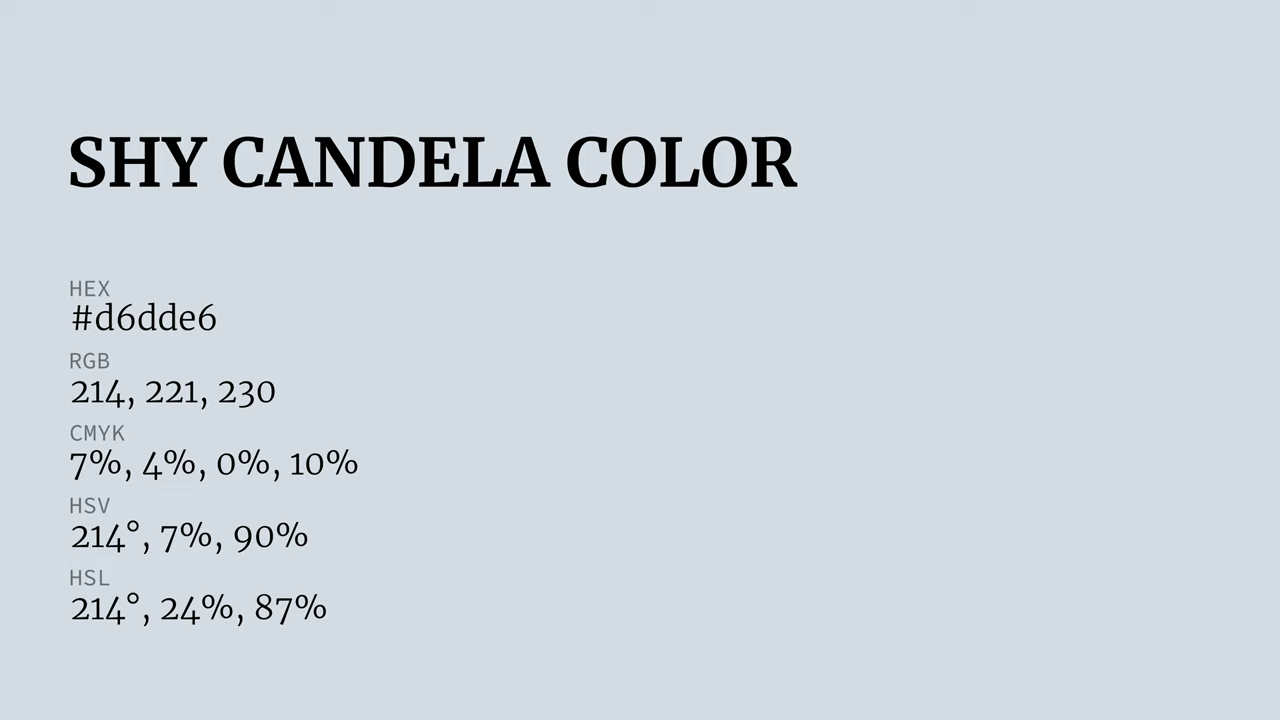 SHY CANDELA COLOR
HEX
#d6dde6
RGB
214, 221, 230
CMYK
7%, 4%, 0%, 10%
HSV
214°, 7%, 90%
HSL
214°, 24%, 87%